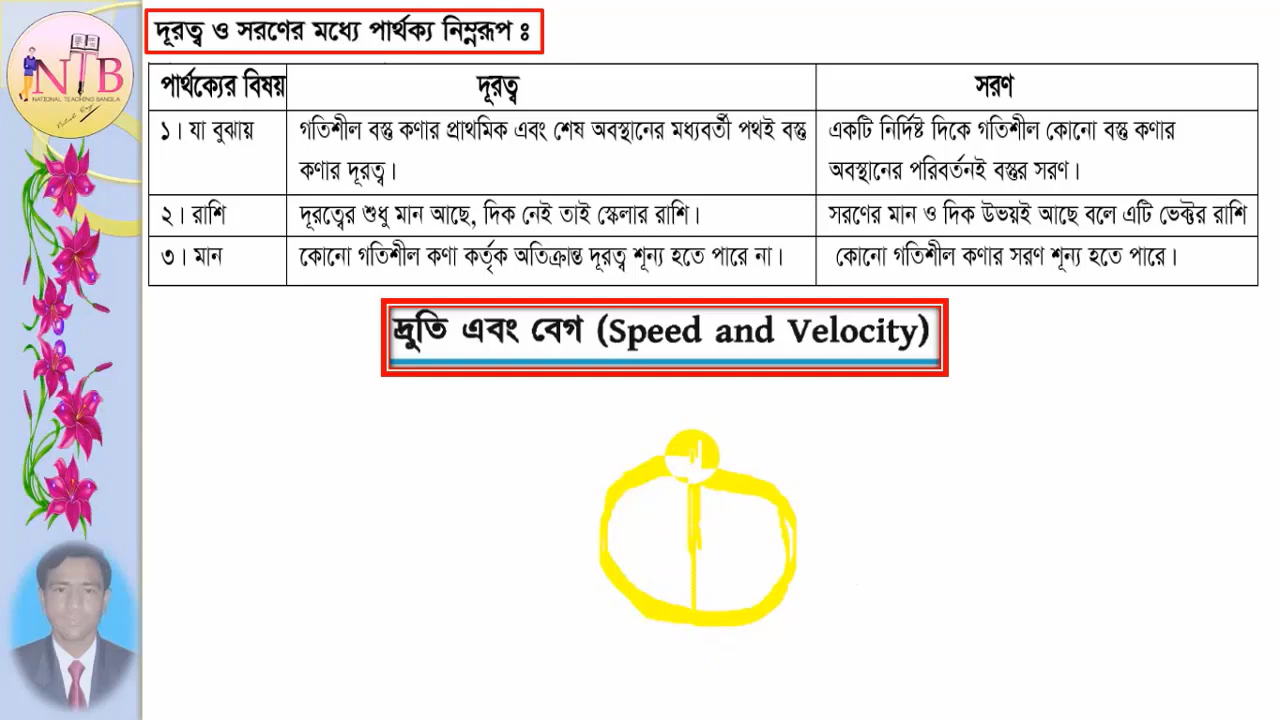 দূরত্ব ও সরণের মধ্যে পার্থক্য নিম্নরূপ ঃ
NTB
NATIONAL TEACHING BANGLA
পার্থক্যের বিষয় দূরত্ব সরণ
১। যা বুঝায় গতিশীল বস্তু কণার প্রাথমিক এবং শেষ অবস্থানের মধ্যবর্তী পথই বস্তু একটি নির্দিষ্ট দিকে গতিশীল কোনো বস্তু কণার
কণার দূরত্ব। অবস্থানের পরিবর্তনই বস্তুর সরণ।
২। রাশি দূরত্বের শুধু মান আছে, দিক নেই তাই স্কেলার রাশি। সরণের মান ও দিক উভয়ই আছে বলে এটি ভেক্টর রাশি
৩। মান কোনো গতিশীল কণা কর্তৃক অতিক্রান্ত দূরত্ব শূন্য হতে পারে না। কোনো গতিশীল কণার সরণ শূন্য হতে পারে।
দ্রুতি এবং বেগ (Speed and Velocity)